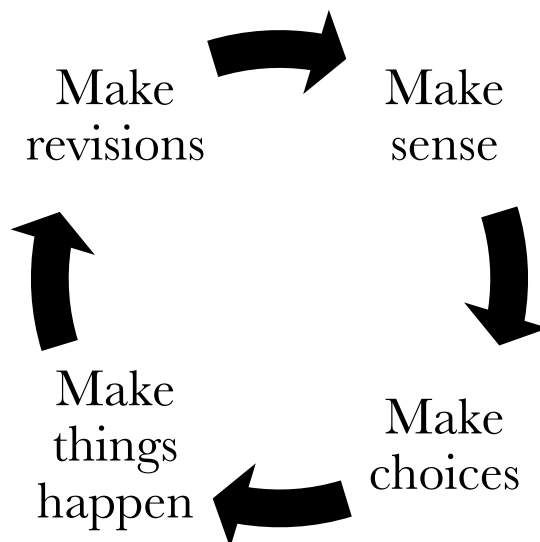 Make
revisions
Make
sense
Make
choices
Make
things
happen